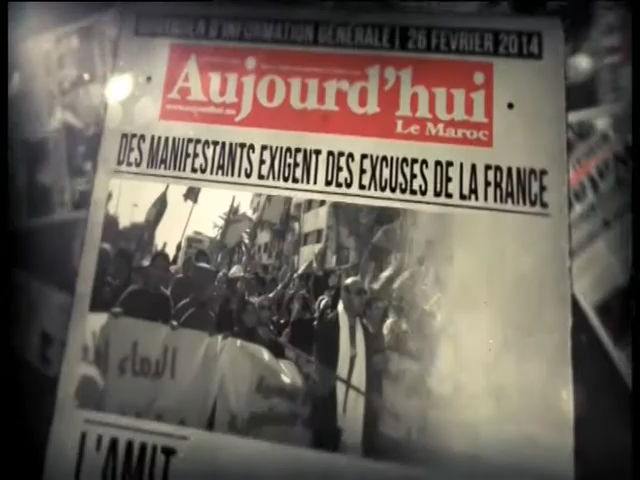 D'INFORMATION GÉNÉRALE | 26 FEVRIER 2014
Aujourd'hui
Le Maroc
DES MANIFESTANTS EXIGENT DES EXCUSES DE LA FRANCE
الدماء
L'AMIT